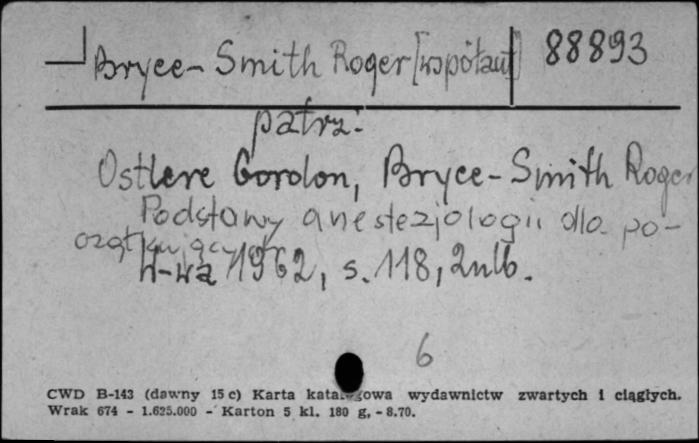 Bryce-Smith Roger [współaut] 88893
patrz:
Ostlere Gordon, Bryce-Smith Roger
Podstawy anestezjologii dla po-
czątkujących
W-wa 1962, s. 118, 2nlb.
6
CWD B-143 (dawny 15 c) Karta katalogowa wydawnictw zwartych i ciągłych.
Wrak 674 - 1.625.000 - Karton 5 kl. 180 g, - 8.70.